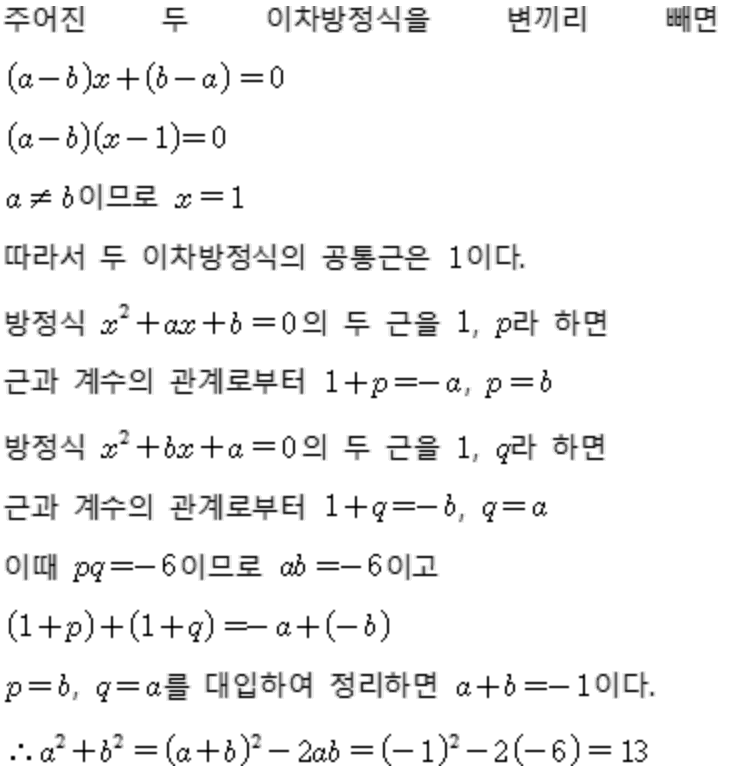 주어진 두 이차방정식을 변끼리 빼면
(a−b)x+(b−a)=0
(a−b)(x−1)=0
a≠b이므로 x=1
따라서 두 이차방정식의 공통근은 1이다.
방정식 x²+ax+b=0의 두 근을 1, p라 하면
근과 계수의 관계로부터 1+p=−a, p=b
방정식 x²+bx+a=0의 두 근을 1, q라 하면
근과 계수의 관계로부터 1+q=−b, q=a
이때 pq=−6이므로 ab=−6이고
(1+p)+(1+q)=−a+(−b)
p=b, q=a를 대입하여 정리하면 a+b=−1이다.
∴a²+b²=(a+b)²−2ab=(−1)²−2(−6)=13